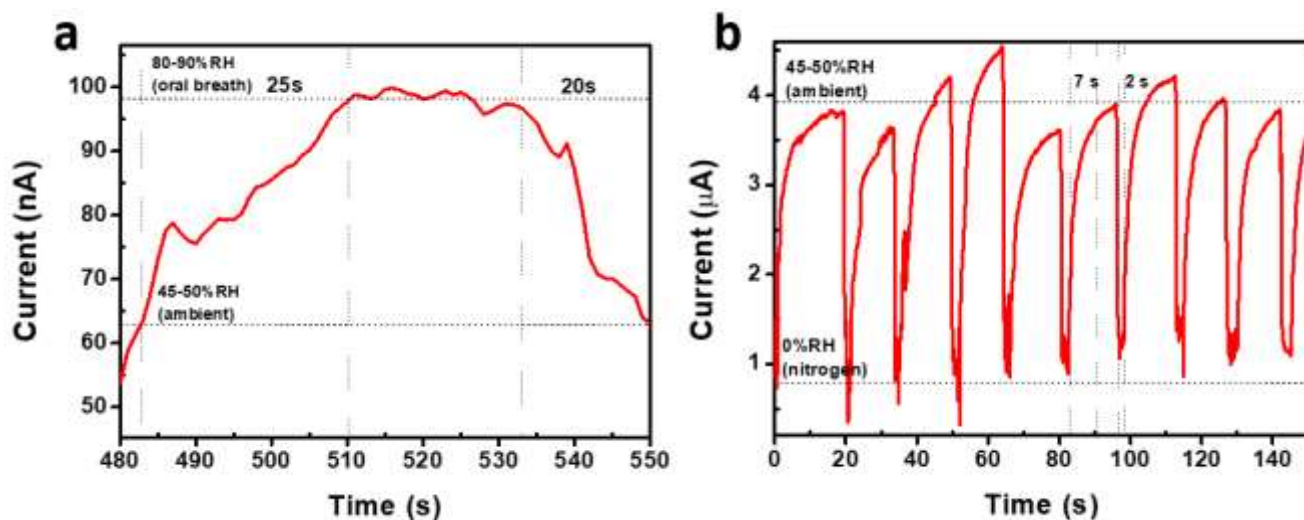 a
80-90%RH
(oral breath)
25s
20s
45-50%RH
(ambient)
Current (nA)
100
90
80
70
60
50
480 490 500 510 520 530 540 550
Time (s)
b
45-50%RH
(ambient)
7 s
2 s
0%RH
(nitrogen)
Current (μA)
4
3
2
1
0 20 40 60 80 100 120 140
Time (s)